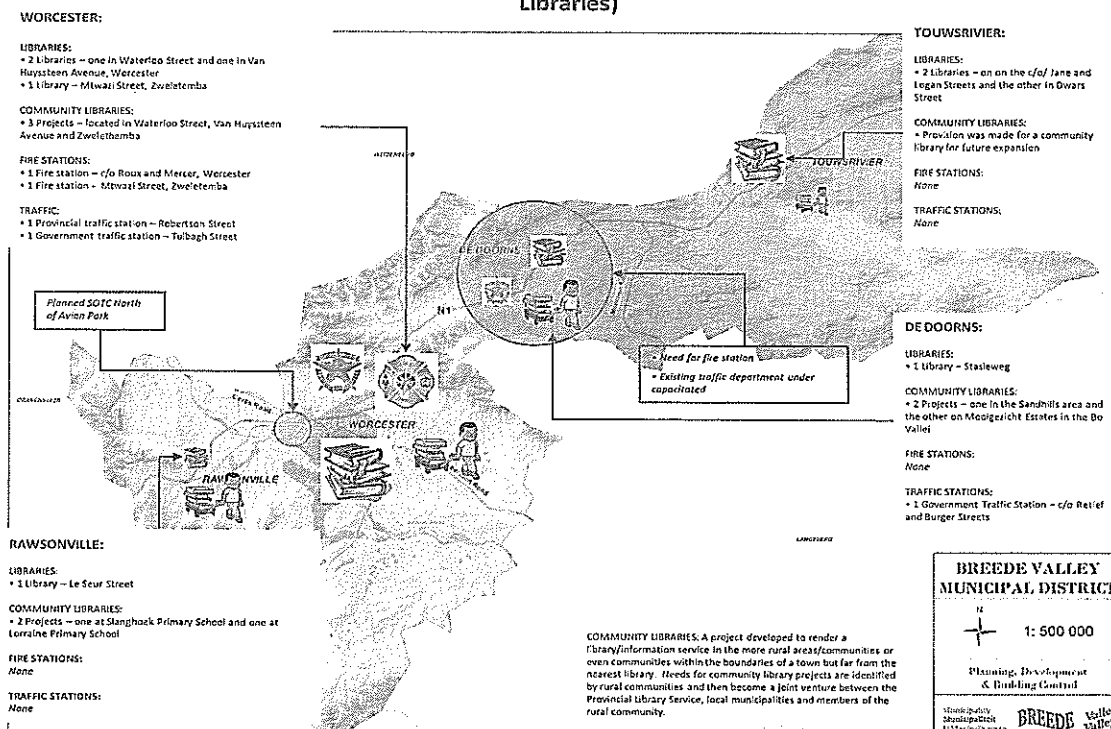 Libraries)
WORCESTER:
LIBRARIES:
• 2 Libraries – one in Waterloo Street and one in Van
Huyssteen Avenue, Worcester
• 1 Library – Mtwazi Street, Zweletemba
COMMUNITY LIBRARIES:
• 3 Projects – located in Waterloo Street, Van Huyssteen
Avenue and Zwelethemba
FIRE STATIONS:
• 1 Fire station – c/o Roux and Mercer, Worcester
• 1 Fire station - Mtwazi Street, Zweletemba
TRAFFIC:
• 1 Provincial traffic station – Robertson Street
• 1 Government traffic station – Tulbagh Street
TOUWSRIVIER:
LIBRARIES:
• 2 Libraries – on on the c/o/ Jane and
Logan Streets and the other in Dwars
Street
COMMUNITY LIBRARIES:
• Provision was made for a community
library for future expansion
FIRE STATIONS:
None
TRAFFIC STATIONS:
None
TOUWSRIVIER
DE DOORNS
N1
Planned SOTC North
of Avian Park
• Need for fire station
• Existing traffic department under
capacitated
Ceres Road
WORCESTER
RAWSONVILLE
LANGEBERG
DE DOORNS:
LIBRARIES:
• 1 Library – Stasieweg
COMMUNITY LIBRARIES:
• 2 Projects – one in the Sandhills area and
the other on Mooigezicht Estates in the Bo
Vallei
FIRE STATIONS:
None
TRAFFIC STATIONS:
• 1 Government Traffic Station – c/o Retief
and Burger Streets
RAWSONVILLE:
LIBRARIES:
• 1 Library – Le Seur Street
COMMUNITY LIBRARIES:
• 2 Projects – one at Slanghoek Primary School and one at
Lorraine Primary School
FIRE STATIONS:
None
TRAFFIC STATIONS:
None
COMMUNITY LIBRARIES: A project developed to render a
library/information service in the more rural areas/communities or
even communities within the boundaries of a town but far from the
nearest library. Needs for community library projects are identified
by rural communities and then become a joint venture between the
Provincial Library Service, local municipalities and members of the
rural community.
BREEDE VALLEY
MUNICIPAL DISTRICT
N
1: 500 000
Planning, Development
& Building Control
Municipality
Munisipaliteit
BREEDE